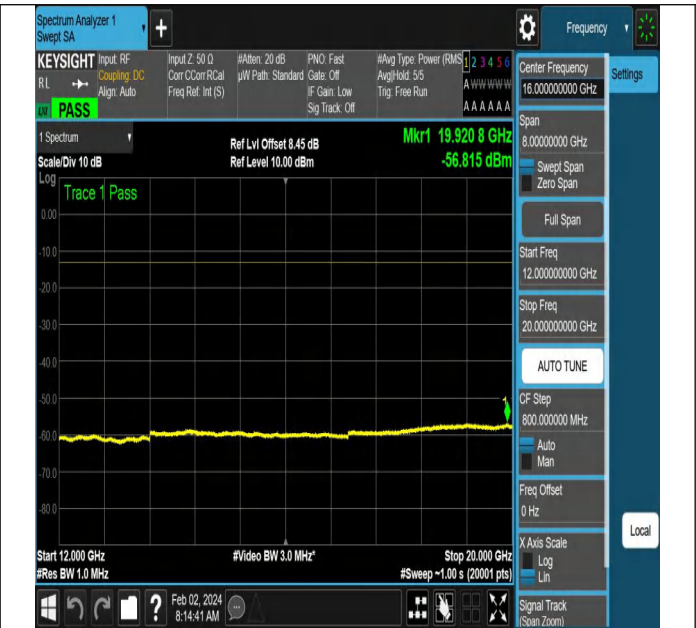 Spectrum Analyzer 1
Swept SA
+
Frequency
KEYSIGHT
Input: RF
Coupling: DC
Align: Auto
RL
PASS
Input Z: 50 Ω
Corr CCorr RCal
Freq Ref: Int (S)
#Atten: 20 dB
µW Path: Standard
PNO: Fast
Gate: Off
IF Gain: Low
Sig Track: Off
#Avg Type: Power (RMS
Avg|Hold: 5/5
Trig: Free Run
1 2 3 4 5 6
A W W W W W
A A A A A A
1 Spectrum
Scale/Div 10 dB
Ref Lvl Offset 8.45 dB
Ref Level 10.00 dBm
Mkr1 19.920 8 GHz
-56.815 dBm
Log
Trace 1 Pass
0.00
-10.0
-20.0
-30.0
-40.0
-50.0
-60.0
-70.0
-80.0
1
Start 12.000 GHz
#Res BW 1.0 MHz
#Video BW 3.0 MHz*
Stop 20.000 GHz
#Sweep ~1.00 s (20001 pts)
?
Feb 02, 2024
8:14:41 AM
Center Frequency
16.000000000 GHz
Settings
Span
8.00000000 GHz
Swept Span
Zero Span
Full Span
Start Freq
12.000000000 GHz
Stop Freq
20.000000000 GHz
AUTO TUNE
CF Step
800.000000 MHz
Auto
Man
Freq Offset
0 Hz
X Axis Scale
Log
Lin
Signal Track
(Span Zoom)
Local